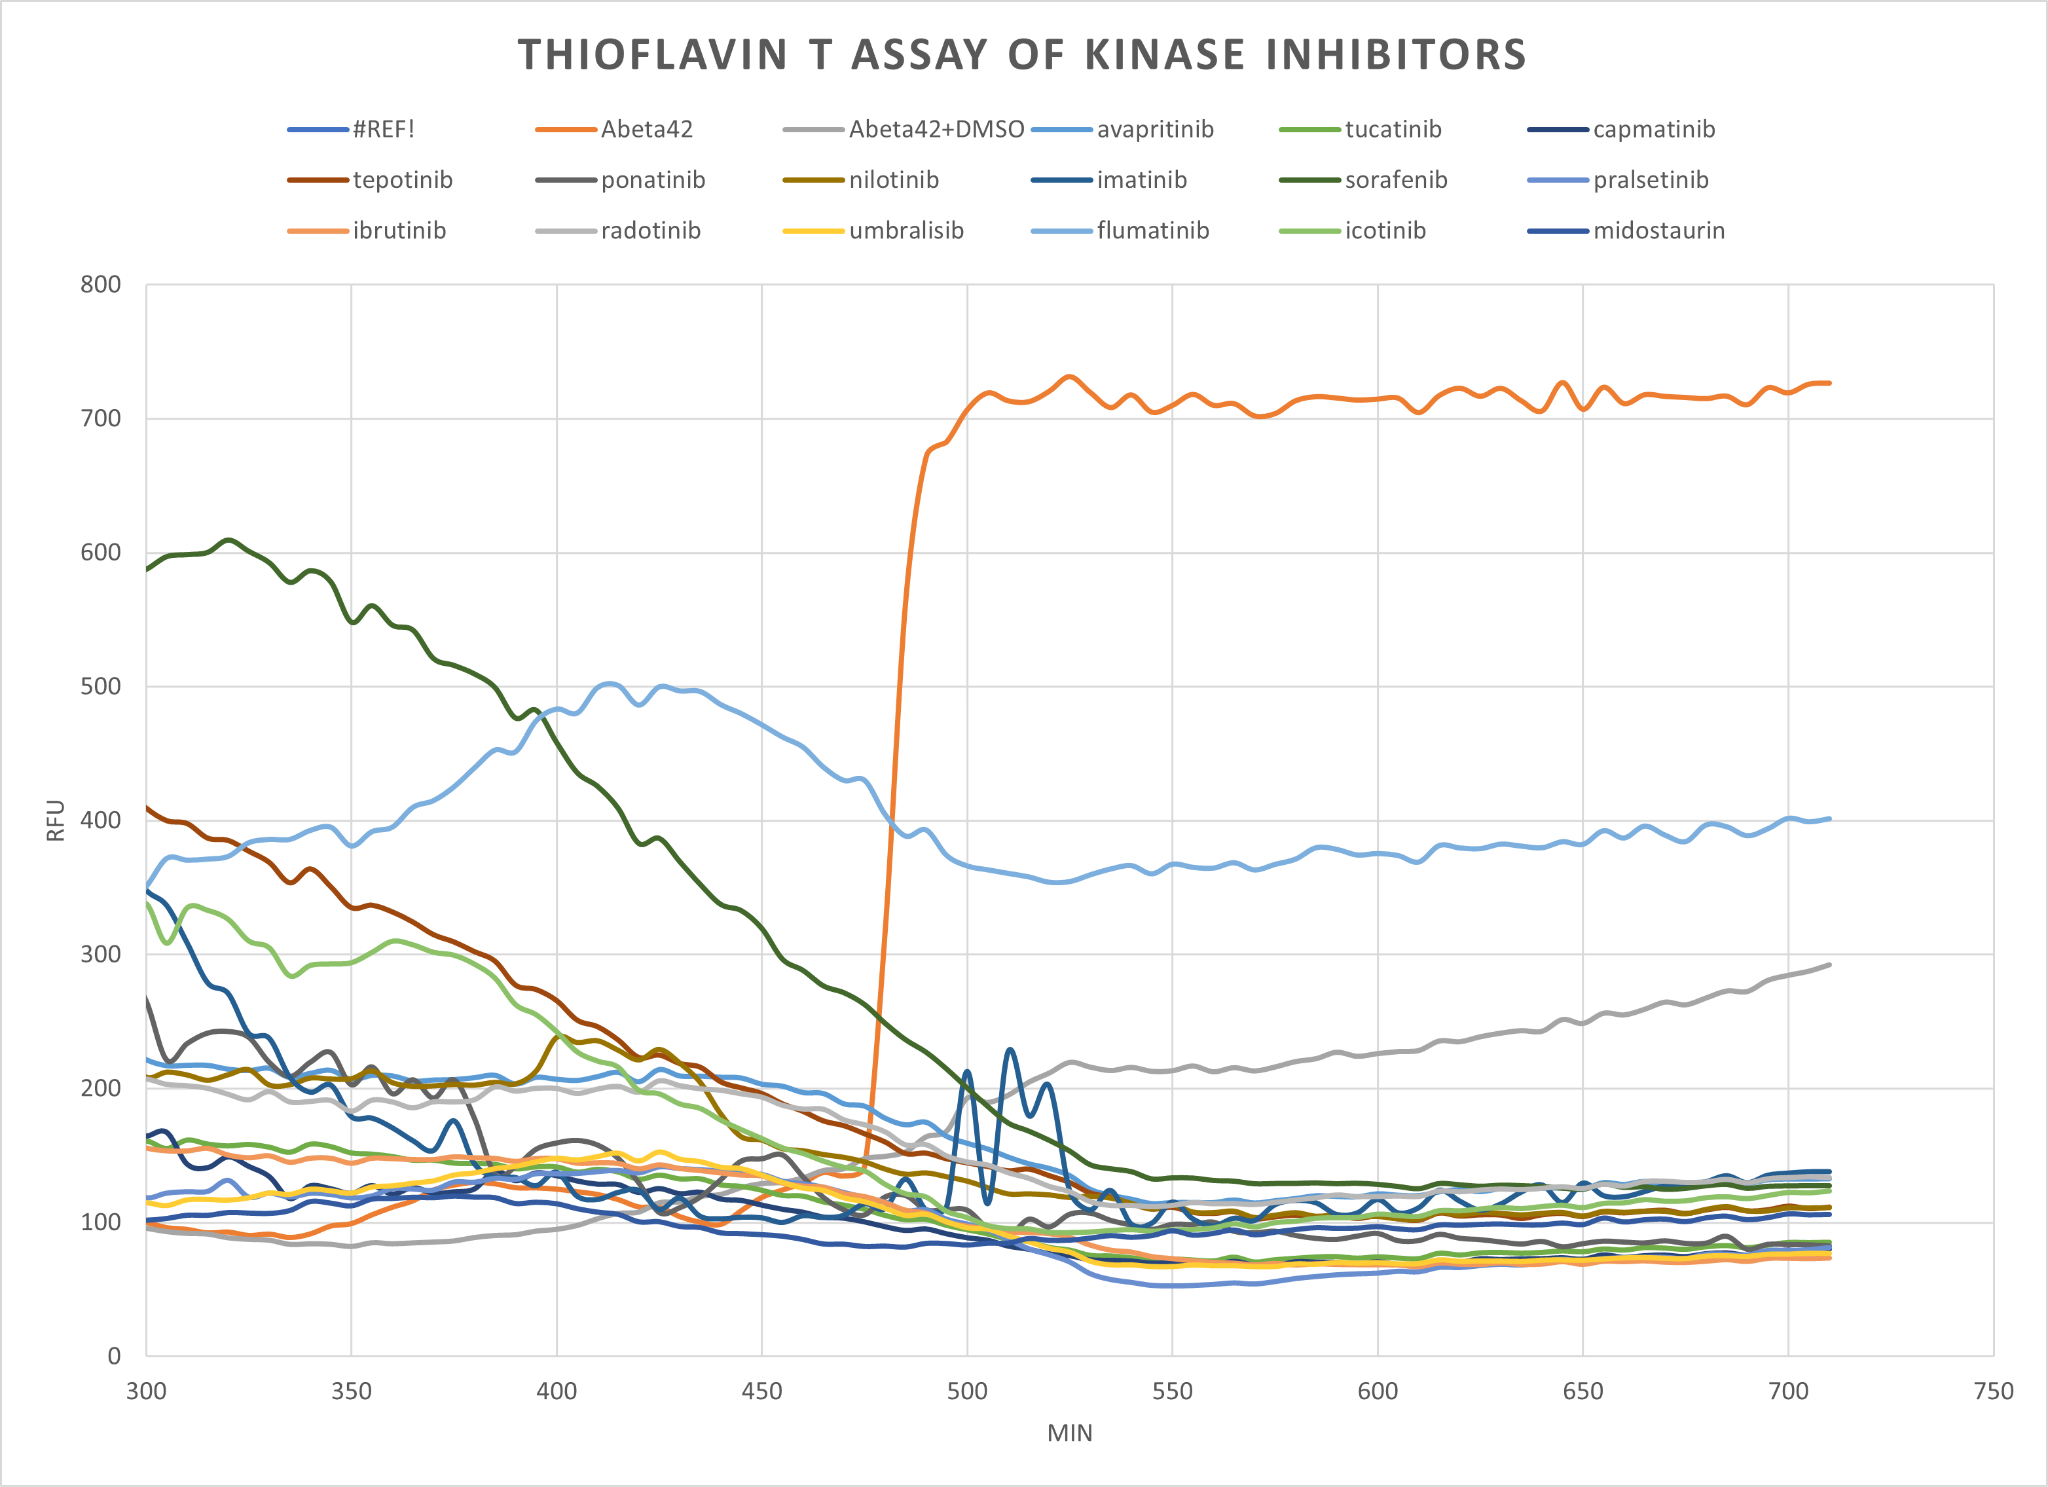 THIOFLAVIN T ASSAY OF KINASE INHIBITORS
#REF! Abeta42 Abeta42+DMSO avapritinib tucatinib capmatinib
tepotinib ponatinib nilotinib imatinib sorafenib pralsetinib
ibrutinib radotinib umbralisib flumatinib icotinib midostaurin
800
700
600
500
RFU
400
300
200
100
0
300 350 400 450 500 550 600 650 700 750
MIN